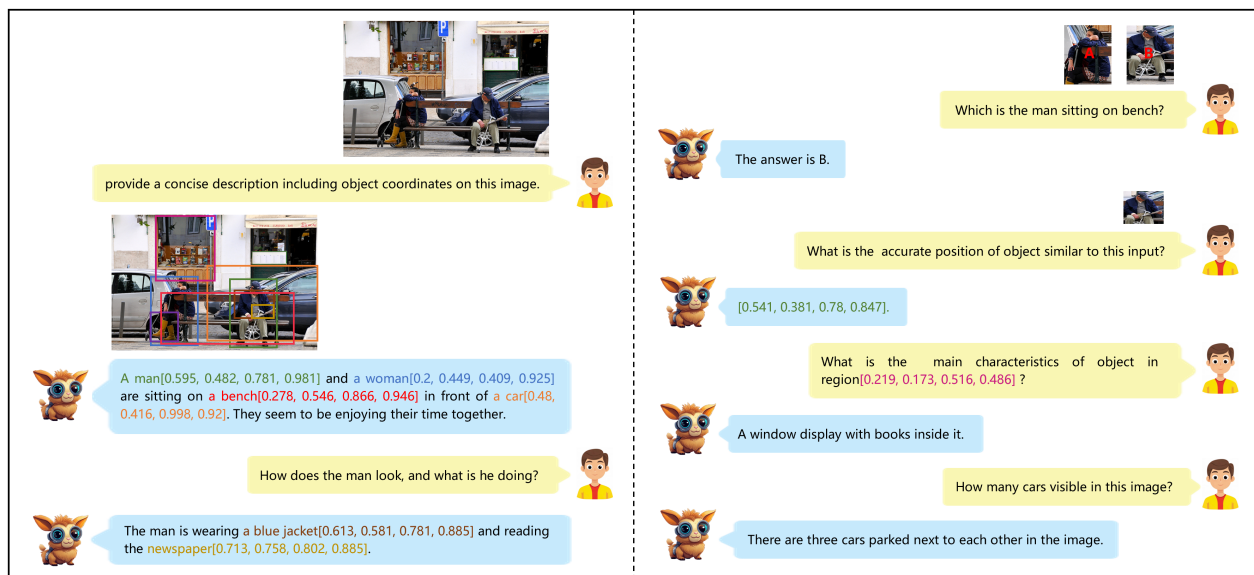 P
provide a concise description including object coordinates on this image.
P
A man[0.595, 0.482, 0.781, 0.981] and a woman[0.2, 0.449, 0.409, 0.925]
are sitting on a bench[0.278, 0.546, 0.866, 0.946] in front of a car[0.48,
0.416, 0.998, 0.92]. They seem to be enjoying their time together.
How does the man look, and what is he doing?
The man is wearing a blue jacket[0.613, 0.581, 0.781, 0.885] and reading
the newspaper[0.713, 0.758, 0.802, 0.885].
A
B
Which is the man sitting on bench?
The answer is B.
What is the accurate position of object similar to this input?
[0.541, 0.381, 0.78, 0.847].
What is the main characteristics of object in
region[0.219, 0.173, 0.516, 0.486] ?
A window display with books inside it.
How many cars visible in this image?
There are three cars parked next to each other in the image.